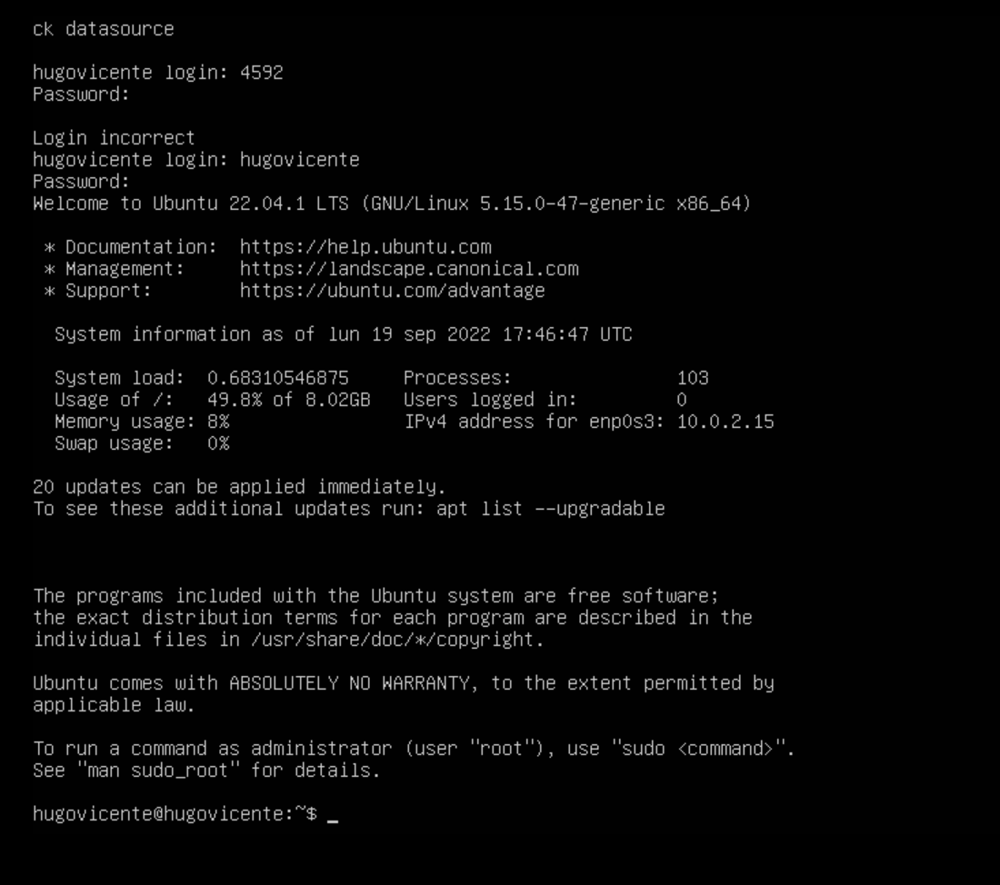 ck datasource
hugovicente login: 4592
Password:
Login incorrect
hugovicente login: hugovicente
Password:
Welcome to Ubuntu 22.04.1 LTS (GNU/Linux 5.15.0-47-generic x86_64)
* Documentation:  https://help.ubuntu.com
* Management:     https://landscape.canonical.com
* Support:        https://ubuntu.com/advantage
System information as of lun 19 sep 2022 17:46:47 UTC
System load:  0.68310546875     Processes:               103
Usage of /:   49.8% of 8.02GB   Users logged in:         0
Memory usage: 8%                IPv4 address for enp0s3: 10.0.2.15
Swap usage:   0%
20 updates can be applied immediately.
To see these additional updates run: apt list --upgradable
The programs included with the Ubuntu system are free software;
the exact distribution terms for each program are described in the
individual files in /usr/share/doc/*/copyright.
Ubuntu comes with ABSOLUTELY NO WARRANTY, to the extent permitted by
applicable law.
To run a command as administrator (user "root"), use "sudo <command>".
See "man sudo_root" for details.
hugovicente@hugovicente:~$ _